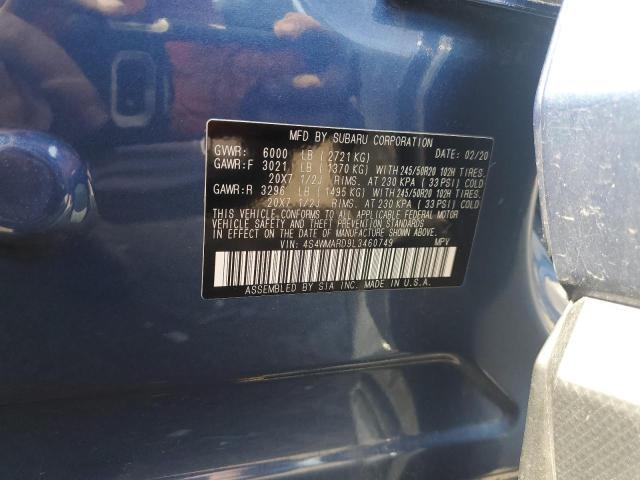 MFD BY SUBARU CORPORATION
GVWR: 6000 LB (2721 KG) DATE: 02/20
GAWR:F 3021 LB (1370 KG) WITH 245/50R20 102H TIRES.
20X7 1/2J RIMS. AT 230 KPA (33 PSI) COLD
GAWR:R 3296 LB (1495 KG) WITH 245/50R20 102H TIRES.
20X7 1/2J RIMS. AT 230 KPA (33 PSI) COLD
THIS VEHICLE CONFORMS TO ALL APPLICABLE FEDERAL MOTOR
VEHICLE SAFETY AND THEFT PREVENTION STANDARDS IN EFFECT ON THE
DATE OF MANUFACTURE SHOWN ABOVE.
VIN: 4S4WMARD9L3460749 MPV
ASSEMBLED BY SIA INC. MADE IN U.S.A.